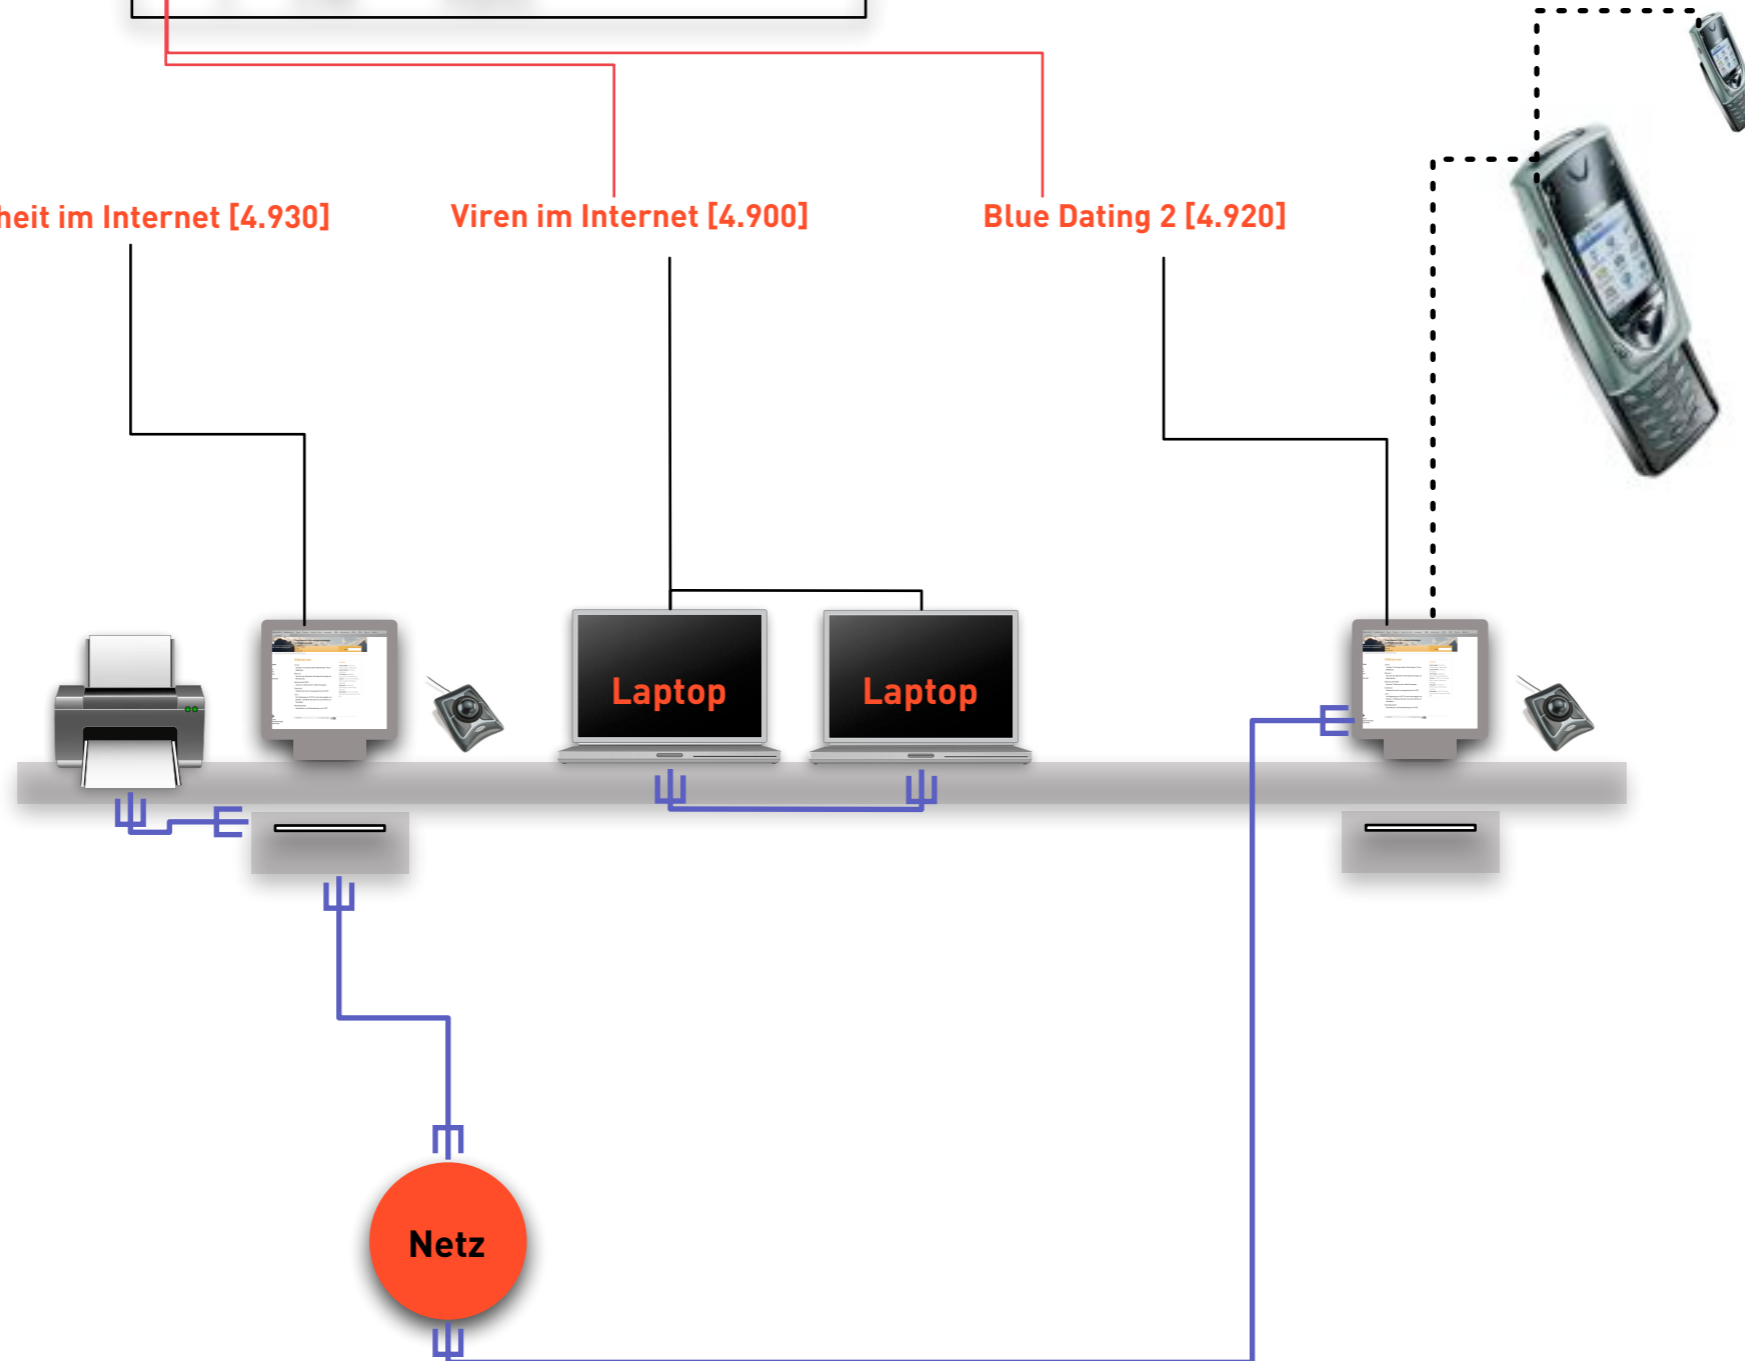 heit im Internet [4.930]
Viren im Internet [4.900]
Blue Dating 2 [4.920]
Laptop
Laptop
Netz